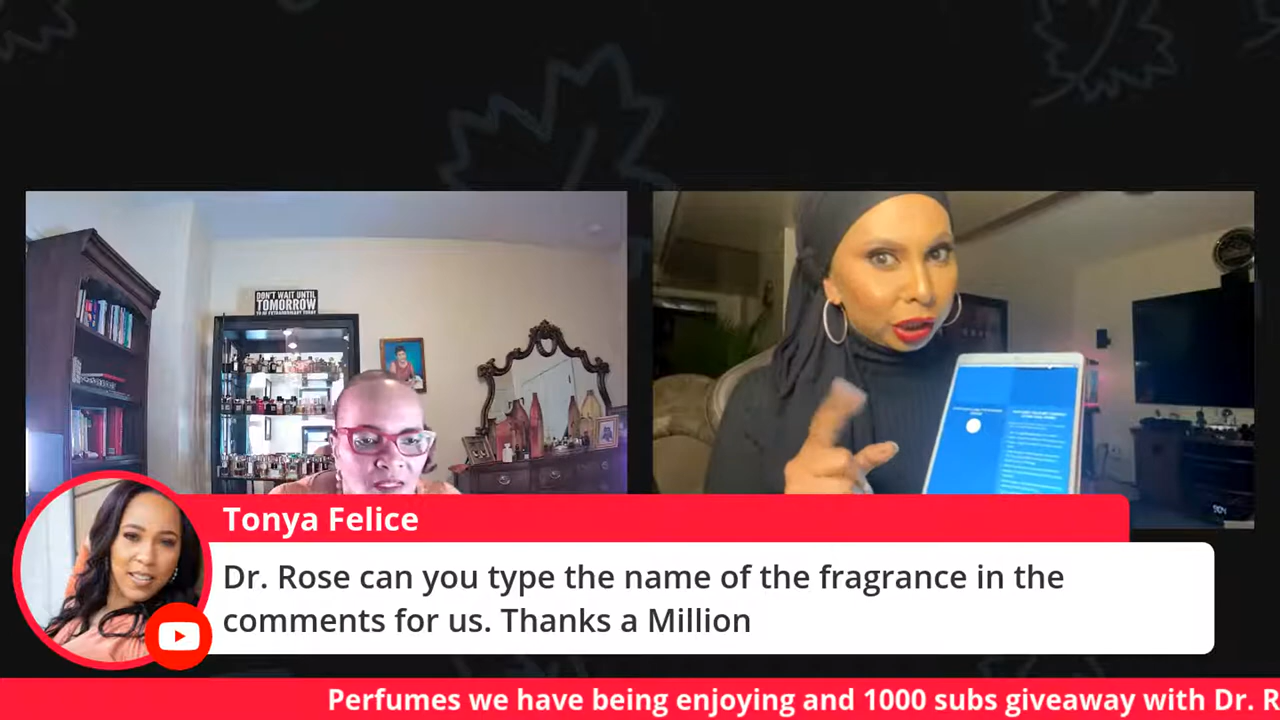 DON'T WAIT UNTIL
TOMORROW
Tonya Felice
Dr. Rose can you type the name of the fragrance in the
comments for us. Thanks a Million
Perfumes we have being enjoying and 1000 subs giveaway with Dr. R